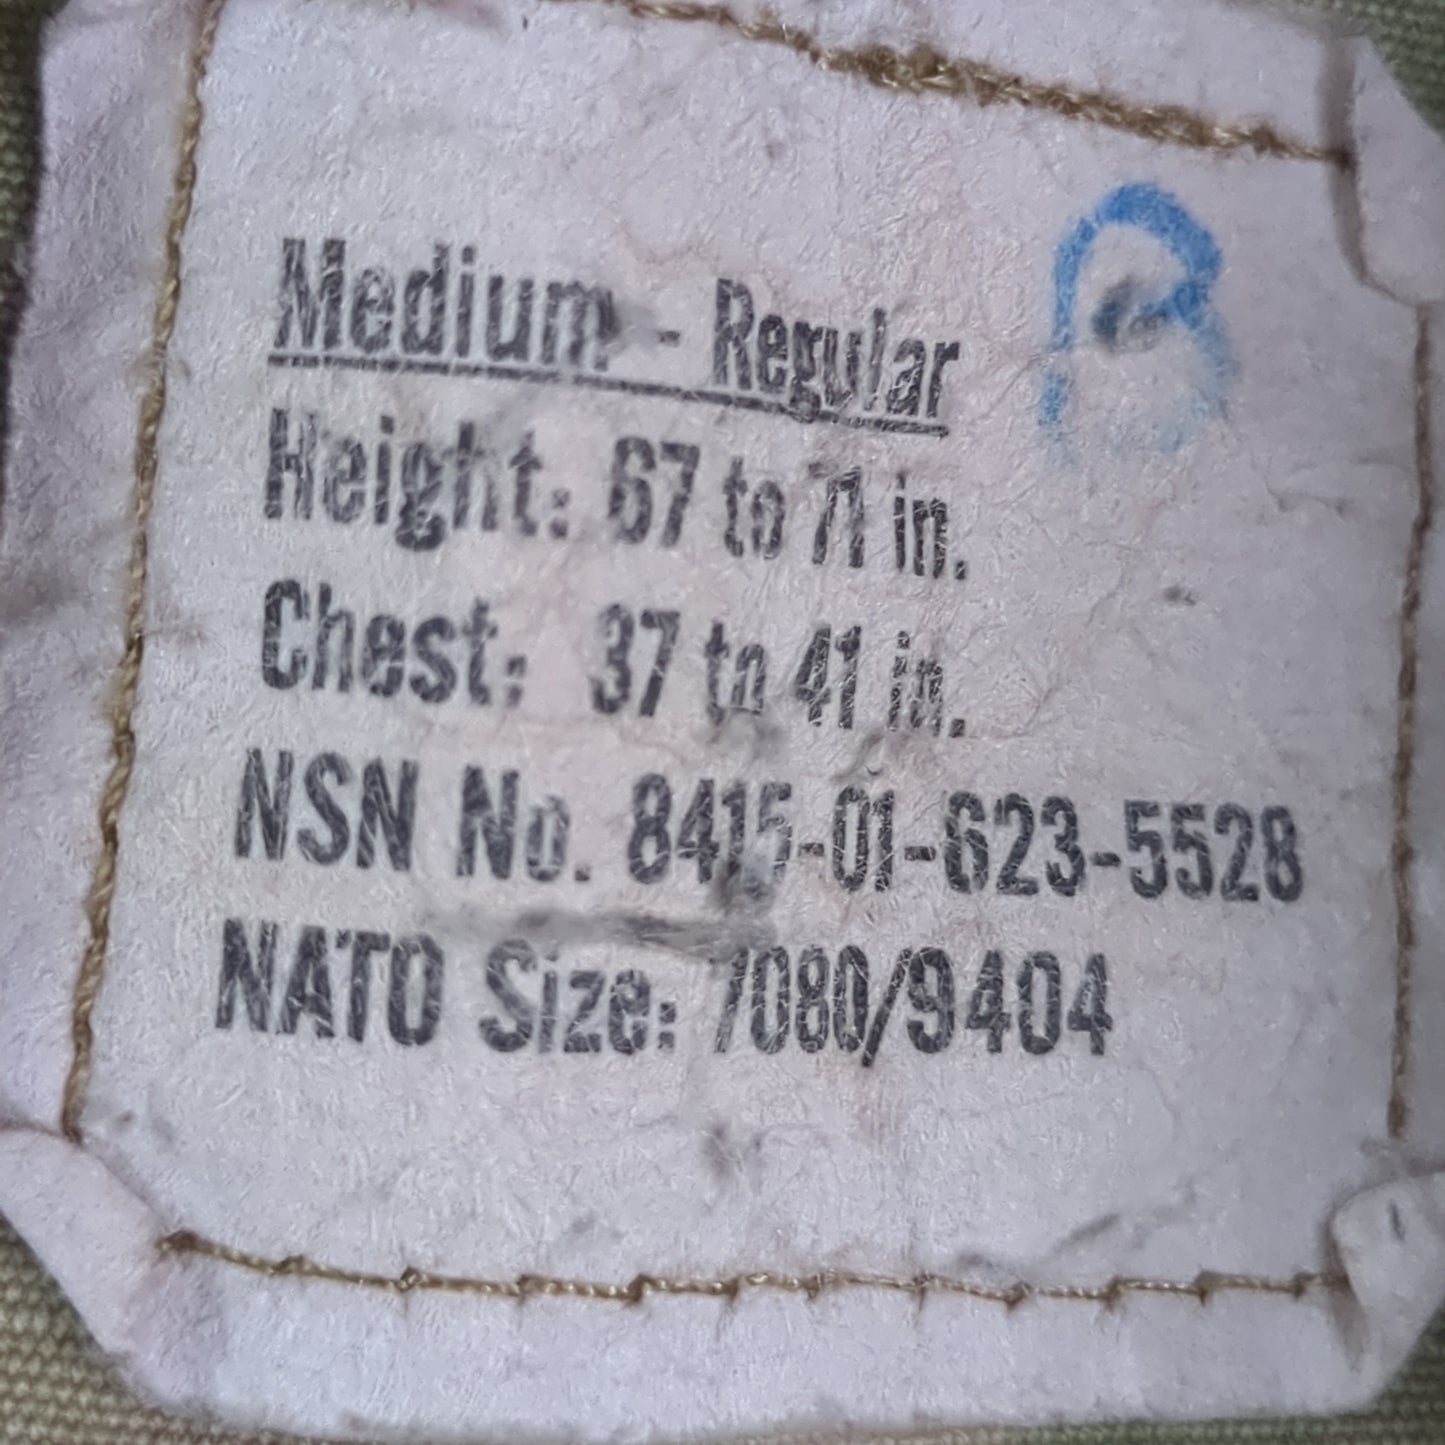 Medium - Regular
Height: 67 to 71 in.
Chest: 37 to 41 in.
NSN No. 8415-01-623-5528
NATO Size: 7080/9404